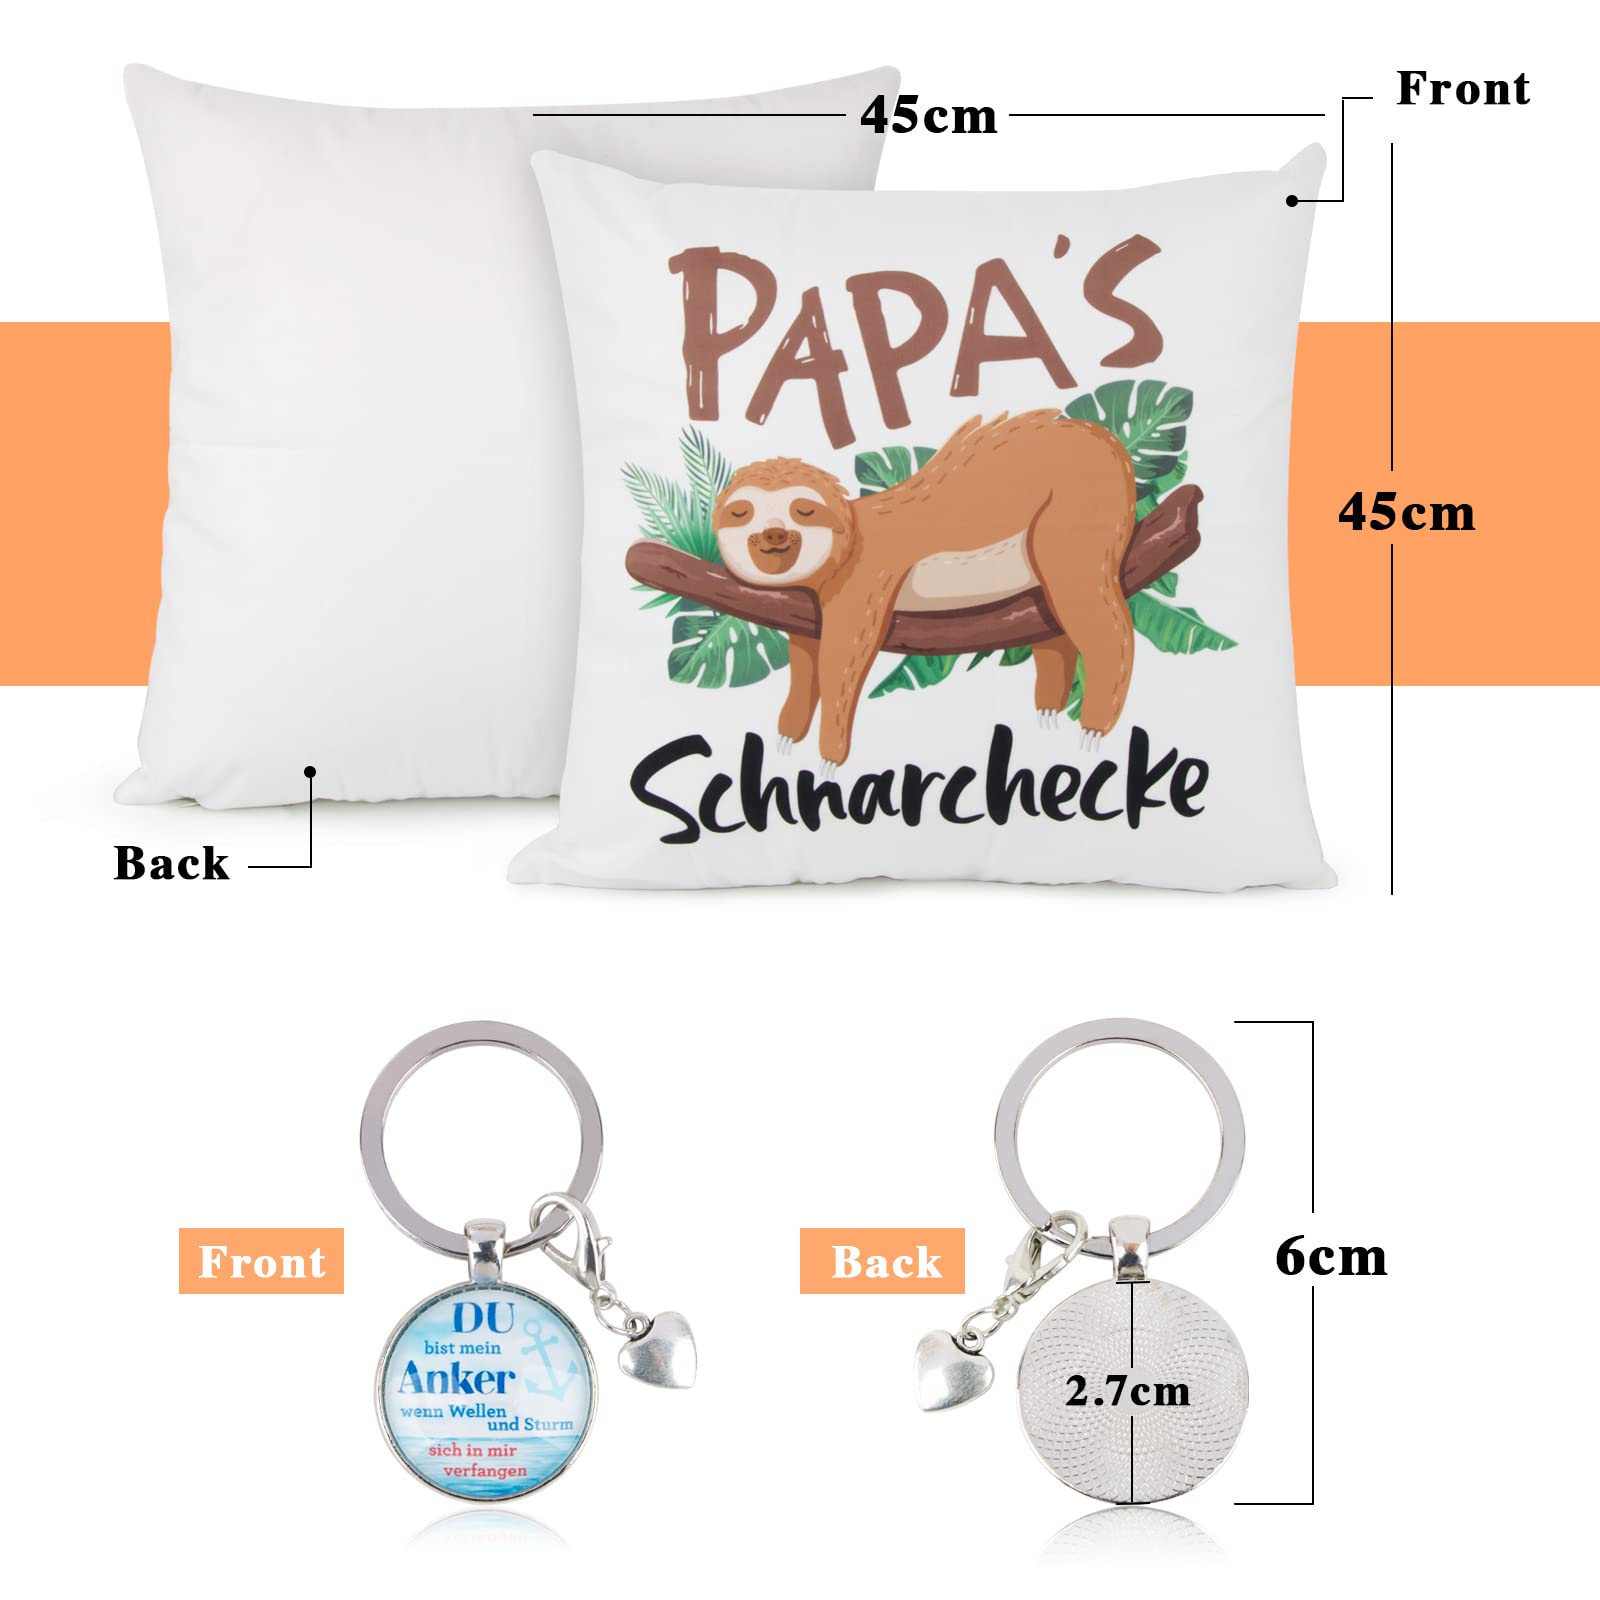 45cm
Front
PAPA'S
45cm
Schnarchecke
Back
Front
DU
bist mein
Anker
wenn Wellen
und Sturm
sich in mir
verfangen
Back
6cm
2.7cm